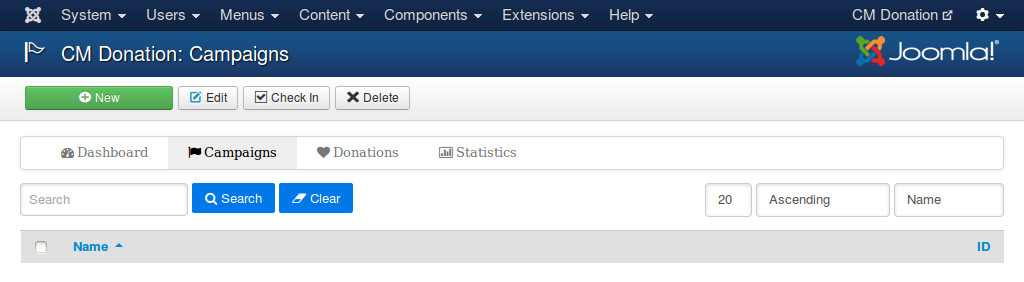 System Users Menus Content Components Extensions Help CM Donation
CM Donation: Campaigns Joomla!®
New Edit Check In Delete
Dashboard Campaigns Donations Statistics
Search Search Clear 20 Ascending Name
Name ID